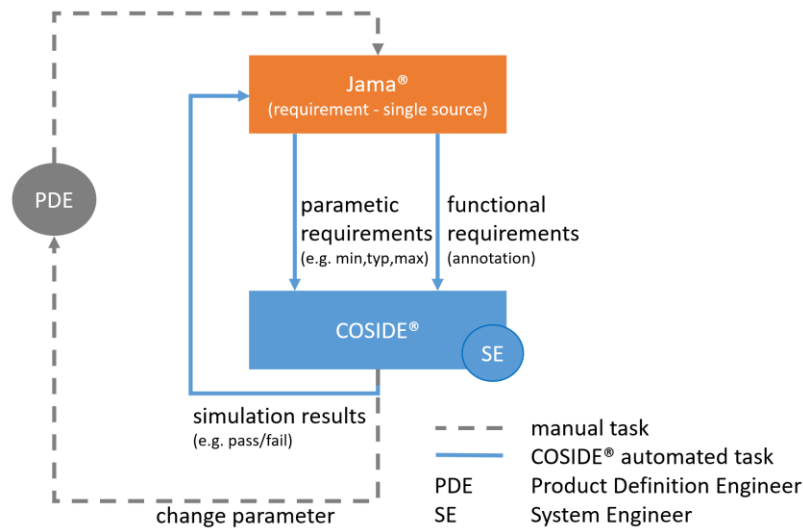 Jama®
(requirement - single source)
PDE
parametic
requirements
(e.g. min,typ,max)
functional
requirements
(annotation)
COSIDE®
SE
simulation results
(e.g. pass/fail)
change parameter
manual task
COSIDE® automated task
PDE Product Definition Engineer
SE System Engineer